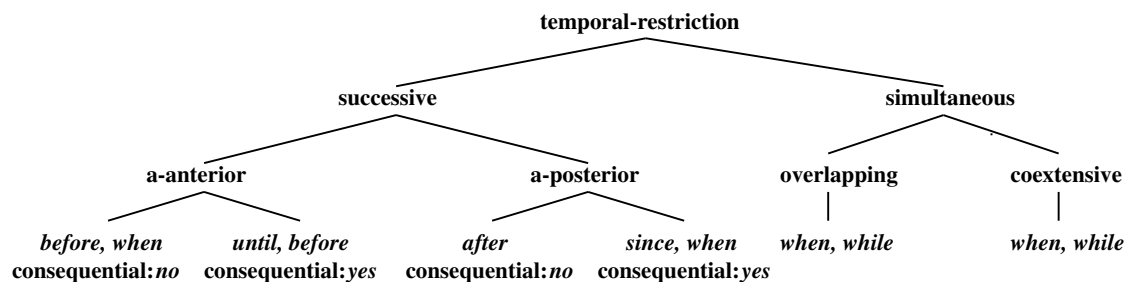 temporal-restriction
successive simultaneous
a-anterior a-posterior overlapping coextensive
before, when until, before after since, when when, while when, while
consequential:no consequential:yes consequential:no consequential:yes